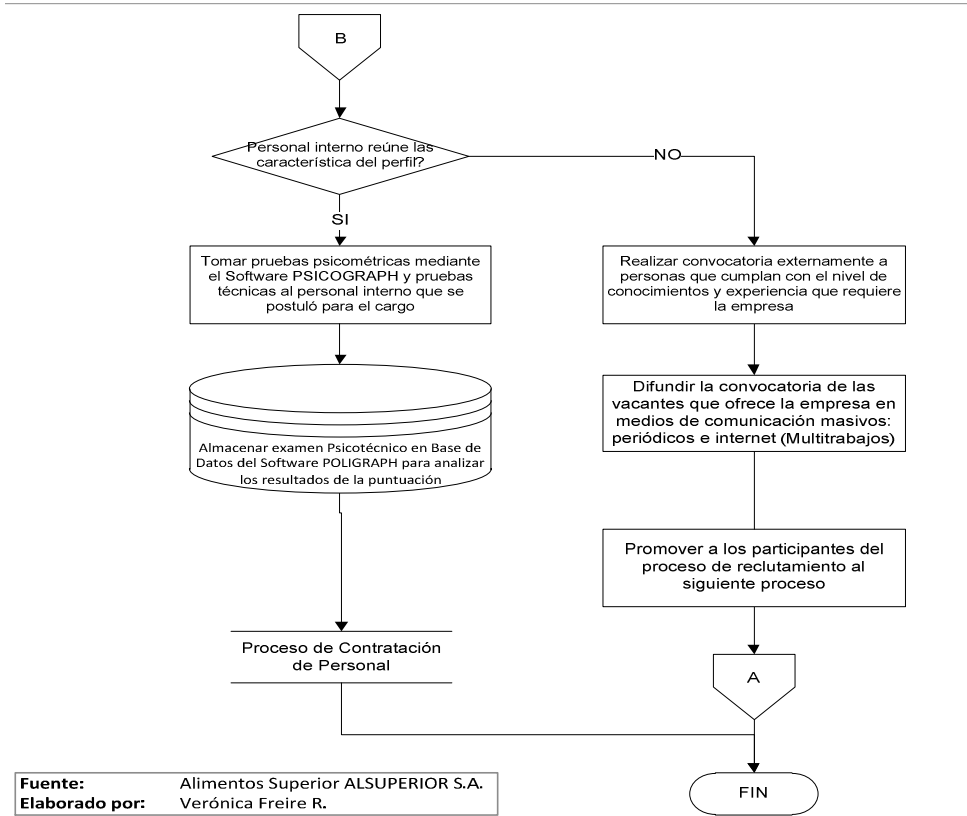 B
Personal interno reúne las
característica del perfil?
NO
SI
Tomar pruebas psicométricas mediante
el Software PSICOGRAPH y pruebas
técnicas al personal interno que se
postuló para el cargo
Realizar convocatoria externamente a
personas que cumplan con el nivel de
conocimientos y experiencia que requiere
la empresa
Almacenar examen Psicotécnico en Base de
Datos del Software POLIGRAPH para analizar
los resultados de la puntuación
Difundir la convocatoria de las
vacantes que ofrece la empresa en
medios de comunicación masivos:
periódicos e internet (Multitrabajos)
Promover a los participantes del
proceso de reclutamiento al
siguiente proceso
Proceso de Contratación
de Personal
A
FIN
Fuente: Alimentos Superior ALSUPERIOR S.A.
Elaborado por: Verónica Freire R.